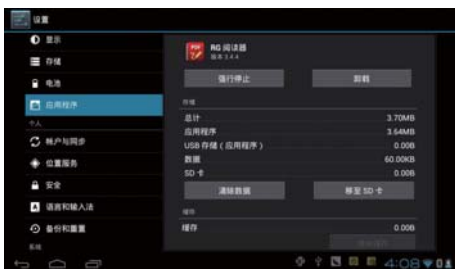 设置
显示
存储
电池
应用程序
个人
帐户与同步
位置服务
安全
语言和输入法
备份和重置
系统
RG 阅读器
版本 3.4.4
强行停止
卸载
存储
总计 3.70MB
应用程序 3.64MB
USB 存储（应用程序） 0.00B
数据 60.00KB
SD 卡 0.00B
清除数据
移至 SD 卡
缓存
缓存 0.00B
4:08